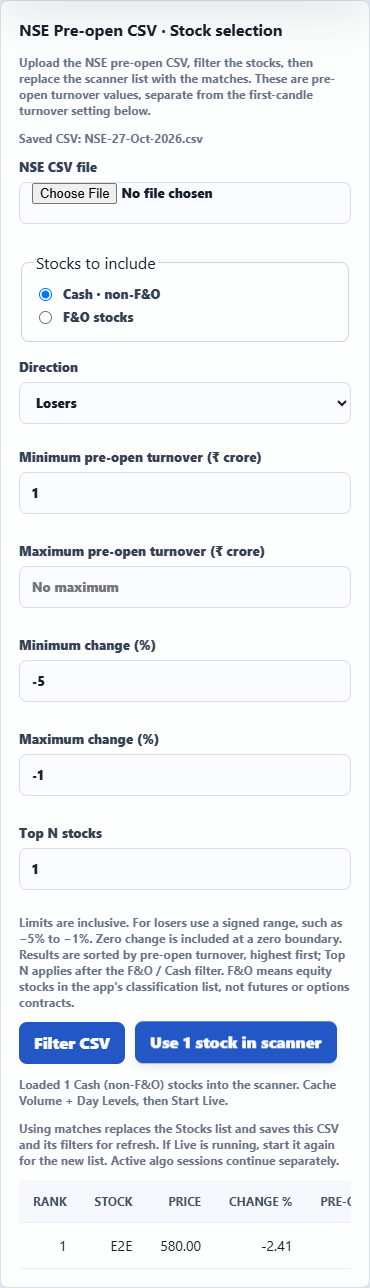 NSE Pre-open CSV · Stock selection
Upload the NSE pre-open CSV, filter the stocks, then
replace the scanner list with the matches. These are pre-
open turnover values, separate from the first-candle
turnover setting below.
Saved CSV: NSE-27-Oct-2026.csv
NSE CSV file
Choose File No file chosen
Stocks to include
Cash · non-F&O
F&O stocks
Direction
Losers
Minimum pre-open turnover (₹ crore)
1
Maximum pre-open turnover (₹ crore)
No maximum
Minimum change (%)
-5
Maximum change (%)
-1
Top N stocks
1
Limits are inclusive. For losers use a signed range, such as
−5% to −1%. Zero change is included at a zero boundary.
Results are sorted by pre-open turnover, highest first; Top
N applies after the F&O / Cash filter. F&O means equity
stocks in the app's classification list, not futures or options
contracts.
Filter CSV Use 1 stock in scanner
Loaded 1 Cash (non-F&O) stocks into the scanner. Cache
Volume + Day Levels, then Start Live.
Using matches replaces the Stocks list and saves this CSV
and its filters for refresh. If Live is running, start it again
for the new list. Active algo sessions continue separately.
RANK STOCK PRICE CHANGE % PRE-
1 E2E 580.00 -2.41